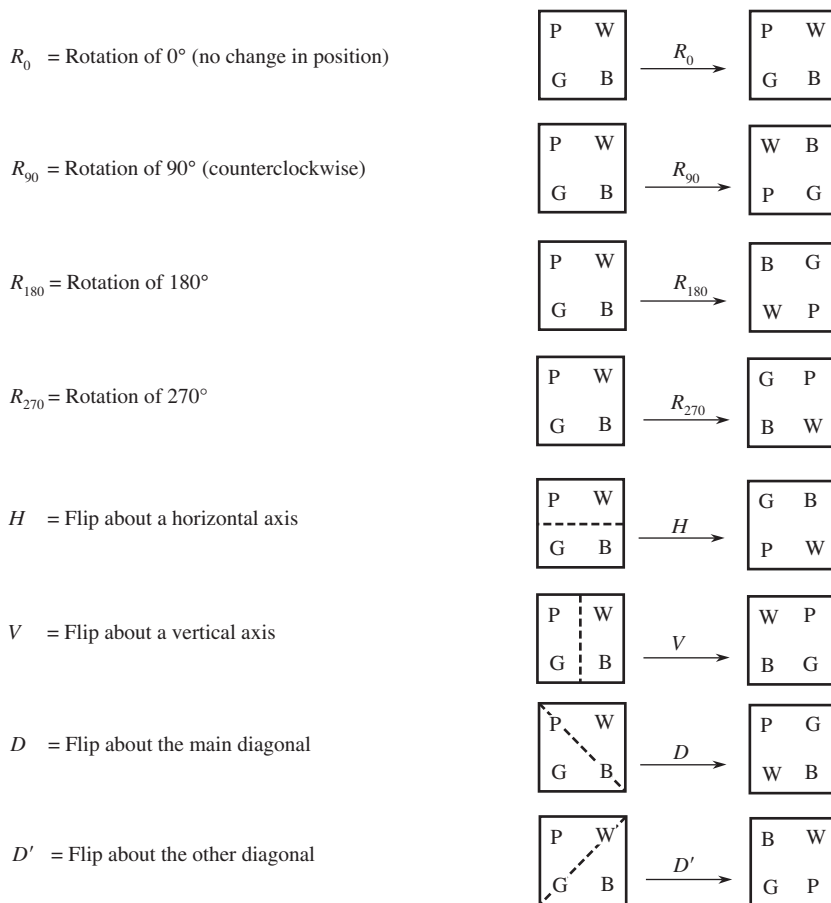 R₀ = Rotation of 0° (no change in position)
P W P W
R₀
G B G B
R₉₀ = Rotation of 90° (counterclockwise)
P W W B
R₉₀
G B P G
R₁₈₀ = Rotation of 180°
P W B G
R₁₈₀
G B W P
R₂₇₀ = Rotation of 270°
P W G P
R₂₇₀
G B B W
H = Flip about a horizontal axis
P W G B
H
G B P W
V = Flip about a vertical axis
P W W P
V
G B B G
D = Flip about the main diagonal
P W P G
D
G B W B
D′ = Flip about the other diagonal
P W B W
D′
G B G P